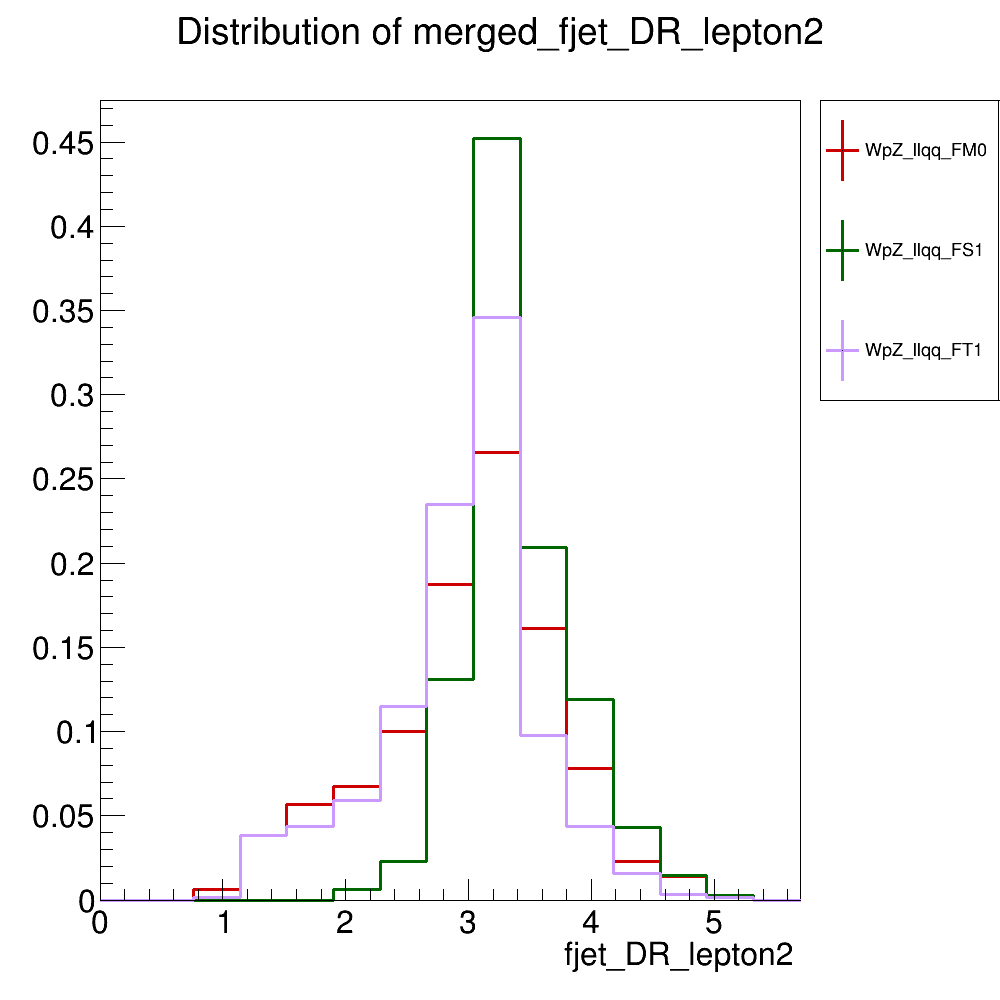 Distribution of merged_fjet_DR_lepton2
0.45
0.4
0.35
0.3
0.25
0.2
0.15
0.1
0.05
0
0 1 2 3 4 5
fjet_DR_lepton2
WpZ_llqq_FM0
WpZ_llqq_FS1
WpZ_llqq_FT1